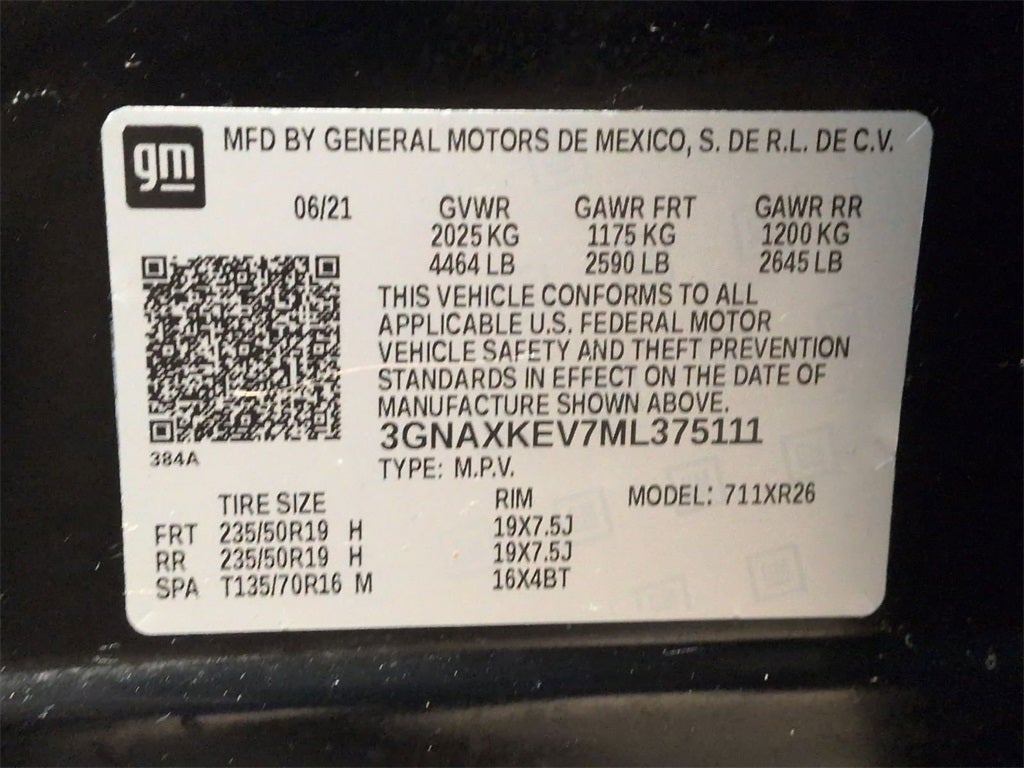 gm
MFD BY GENERAL MOTORS DE MEXICO, S. DE R.L. DE C.V.
06/21 GVWR GAWR FRT GAWR RR
2025 KG 1175 KG 1200 KG
4464 LB 2590 LB 2645 LB
THIS VEHICLE CONFORMS TO ALL
APPLICABLE U.S. FEDERAL MOTOR
VEHICLE SAFETY AND THEFT PREVENTION
STANDARDS IN EFFECT ON THE DATE OF
MANUFACTURE SHOWN ABOVE.
3GNAXKEV7ML375111
384A
TYPE: M.P.V.
TIRE SIZE RIM MODEL: 711XR26
FRT 235/50R19 H 19X7.5J
RR 235/50R19 H 19X7.5J
SPA T135/70R16 M 16X4BT